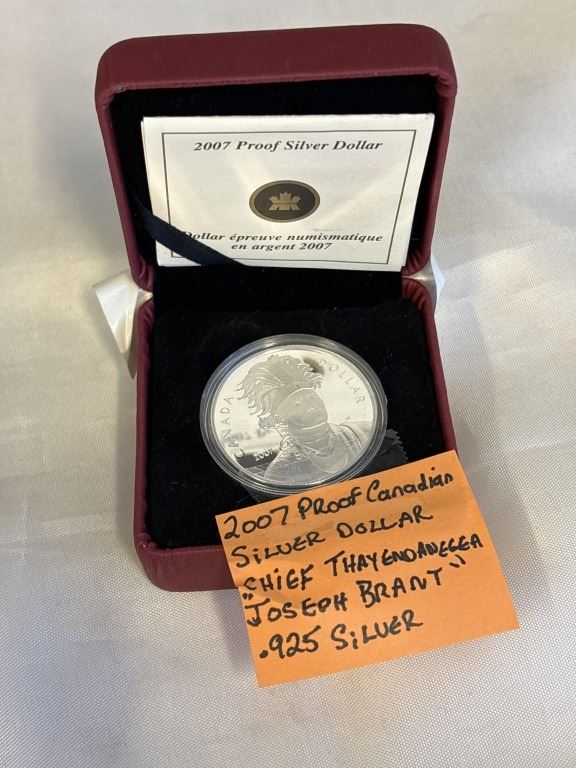 2007 Proof Silver Dollar
Dollar épreuve numismatique
en argent 2007
CANADA DOLLAR
2007
2007 PROOF Canadian
SILVER DOLLAR
"CHIEF THAYENDANEGEA
JOSEPH BRANT"
.925 SILVER